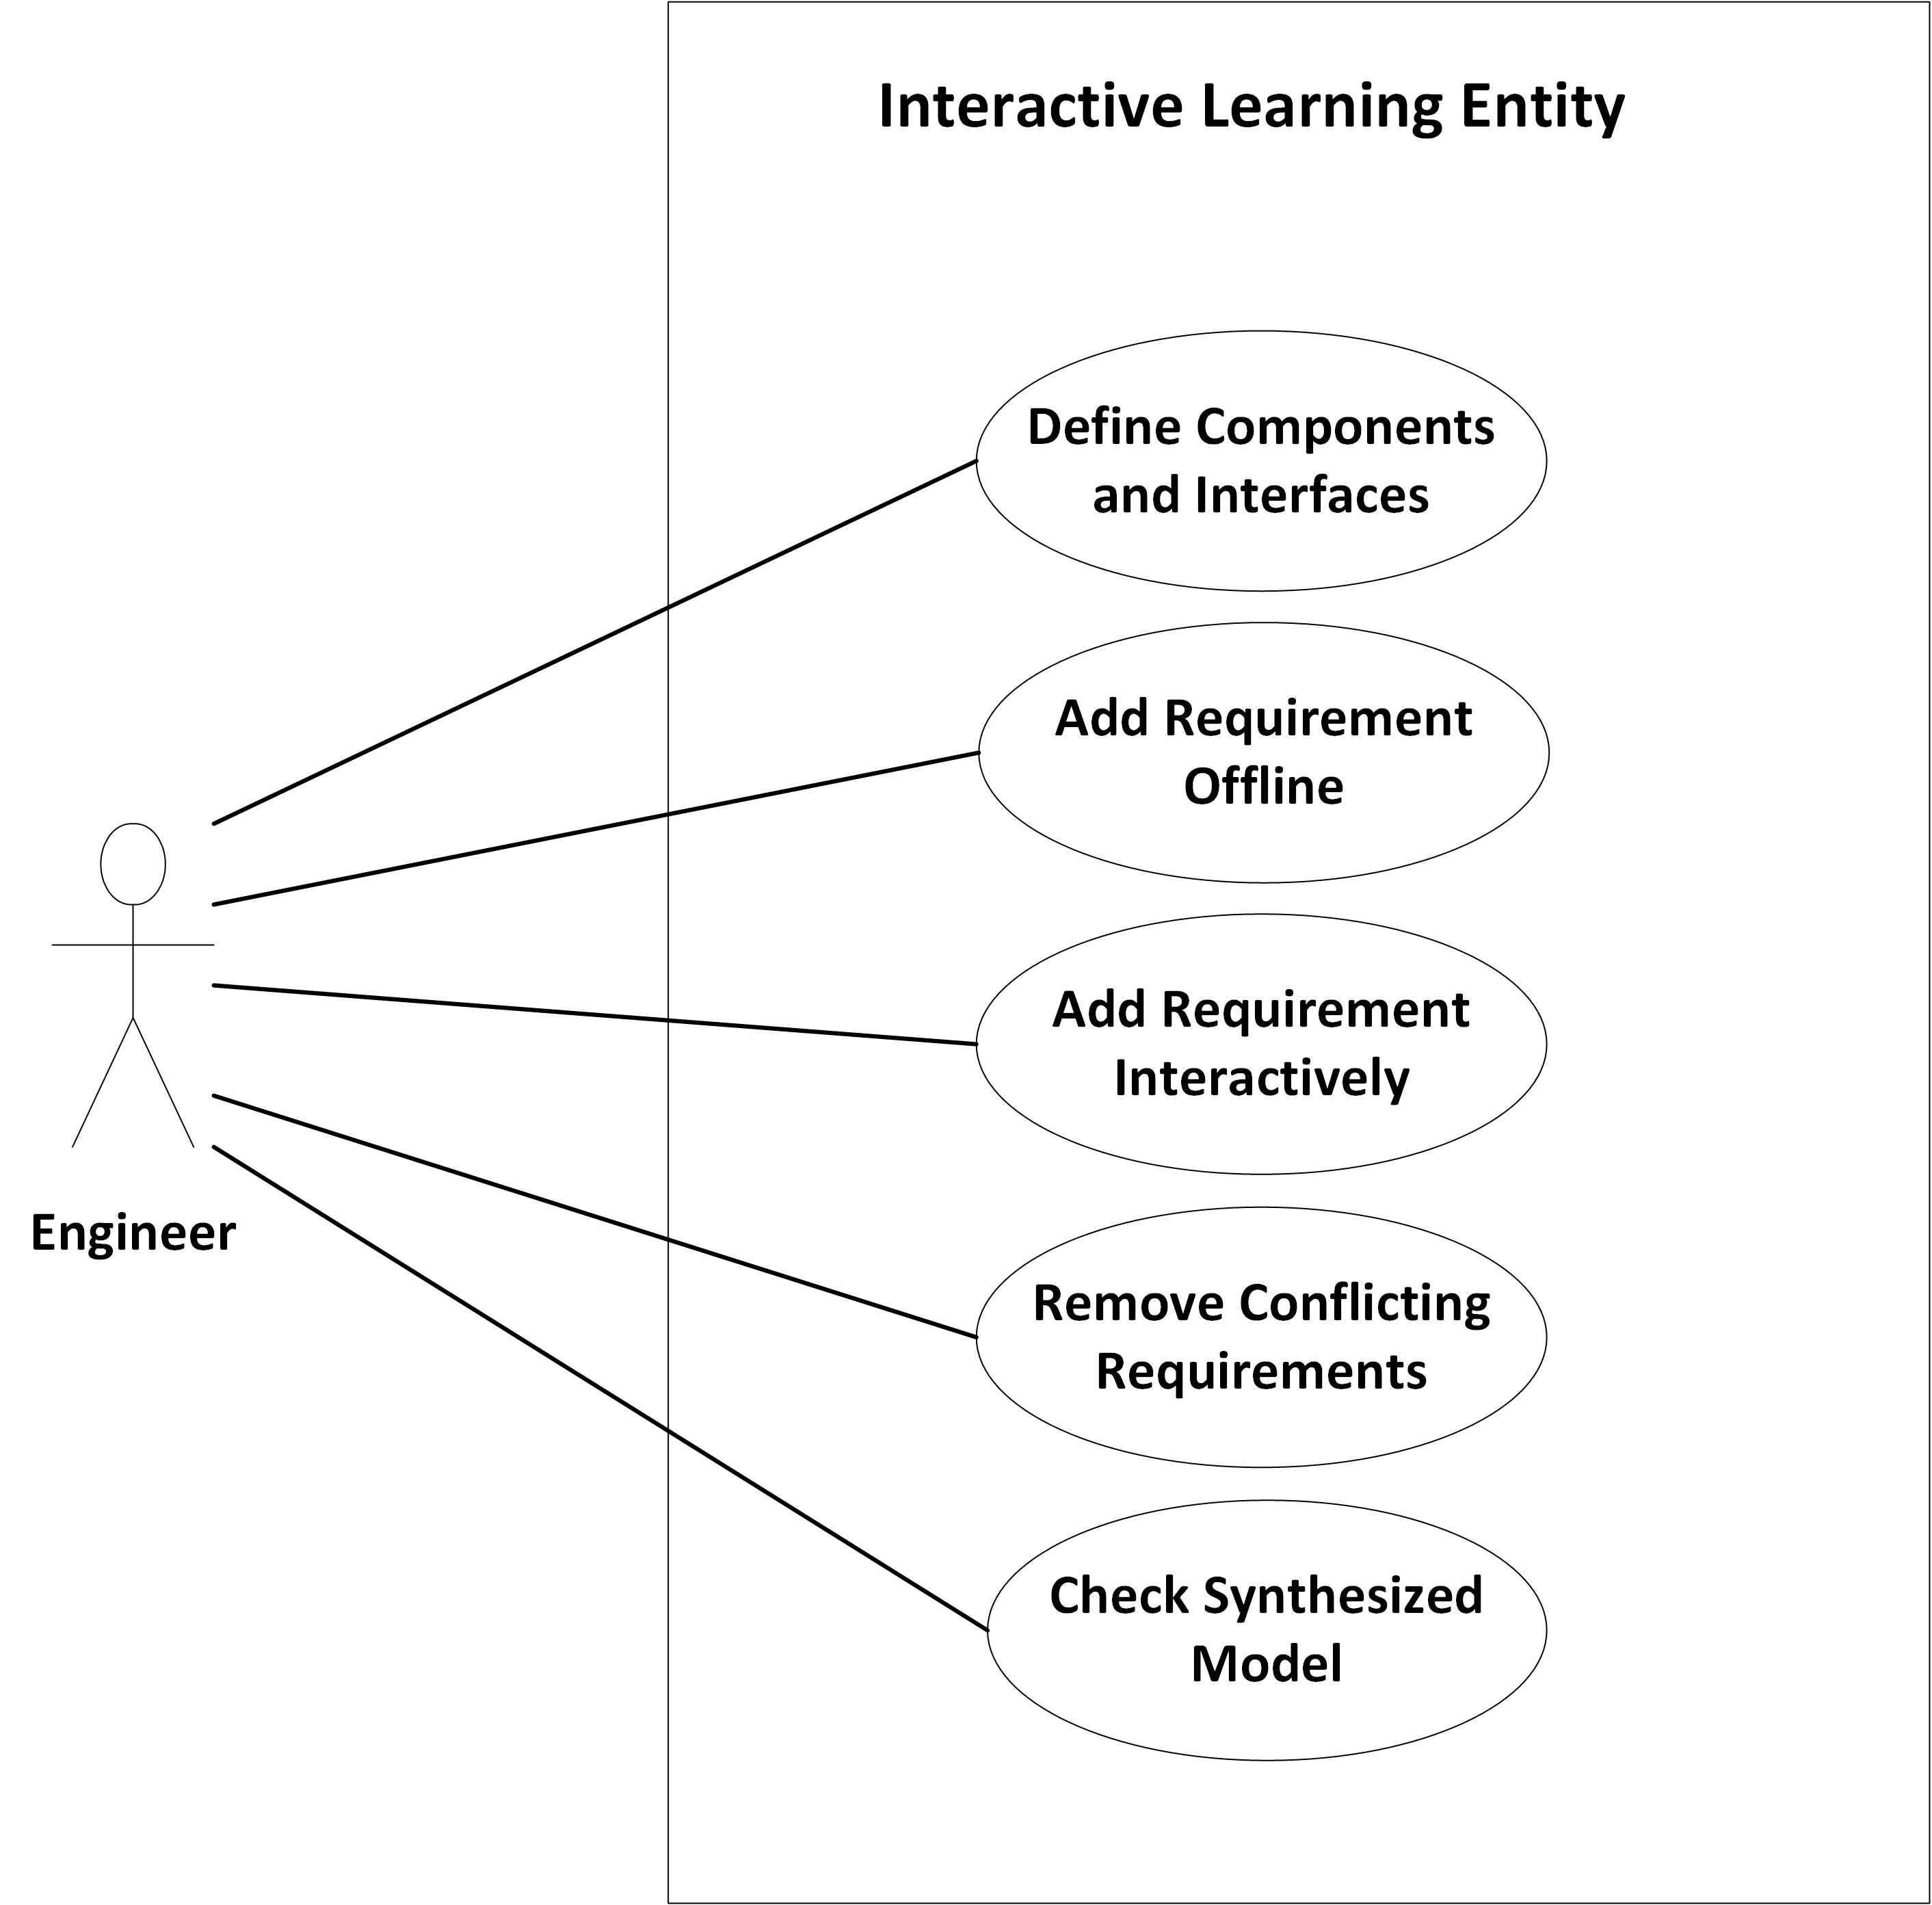 Interactive Learning Entity
Define Components
and Interfaces
Add Requirement
Offline
Add Requirement
Interactively
Engineer
Remove Conflicting
Requirements
Check Synthesized
Model